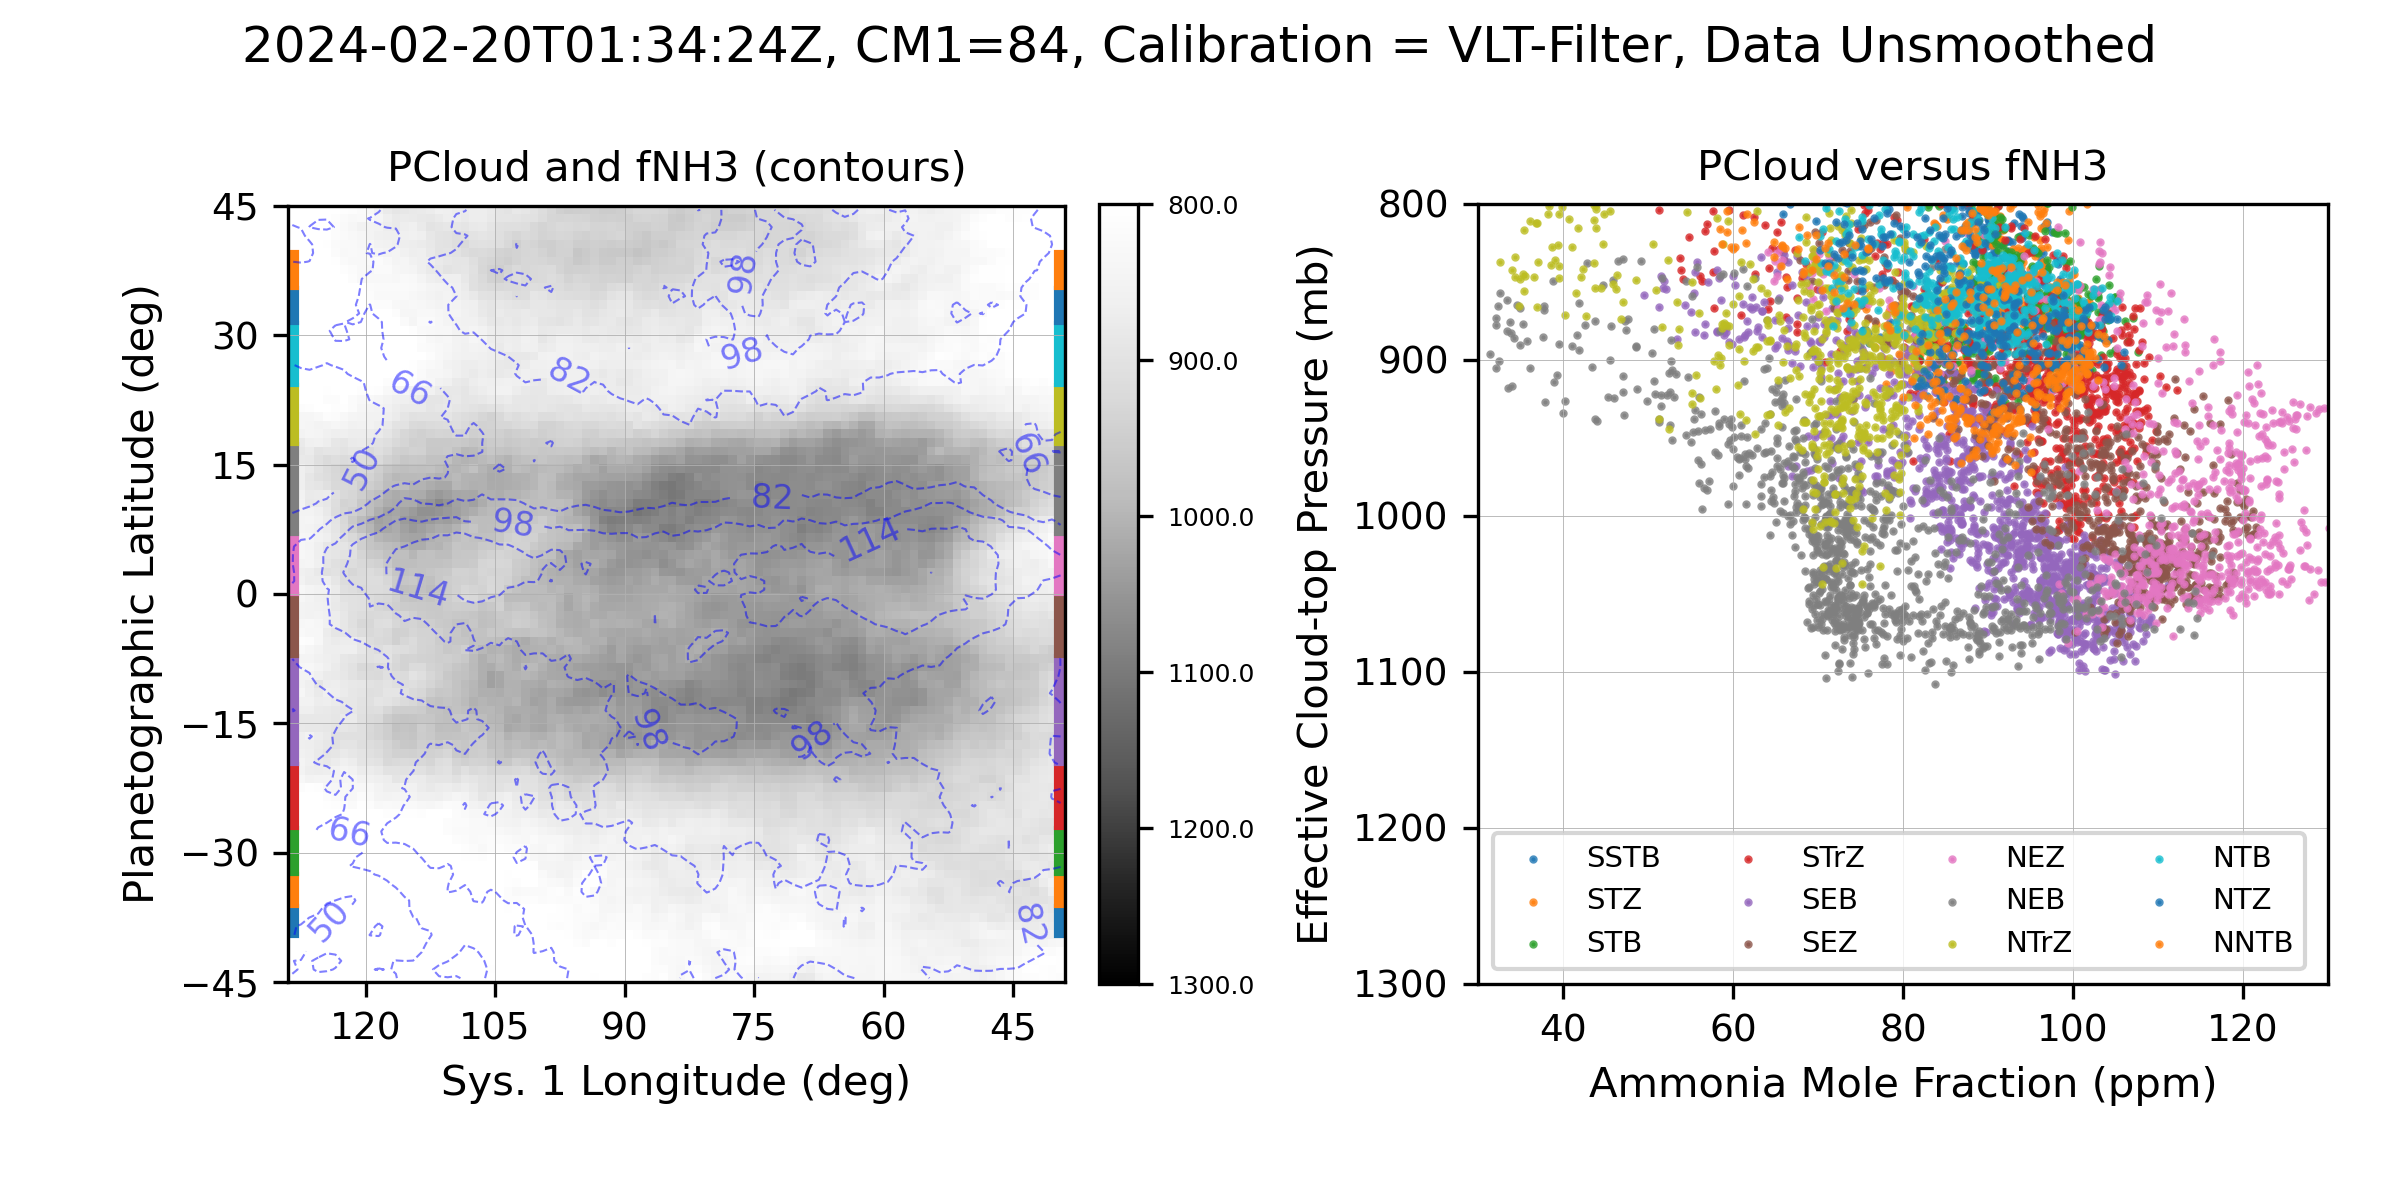 2024-02-20T01:34:24Z, CM1=84, Calibration = VLT-Filter, Data Unsmoothed
PCloud and fNH3 (contours)
Planetographic Latitude (deg)
45
30
15
0
−15
−30
−45
120
105
90
75
60
45
Sys. 1 Longitude (deg)
98
98
82
66
50
66
82
98
114
114
98
98
66
50
82
800.0
900.0
1000.0
1100.0
1200.0
1300.0
PCloud versus fNH3
Effective Cloud-top Pressure (mb)
800
900
1000
1100
1200
1300
SSTB
STZ
STB
STrZ
SEB
SEZ
NEZ
NEB
NTrZ
NTB
NTZ
NNTB
40
60
80
100
120
Ammonia Mole Fraction (ppm)